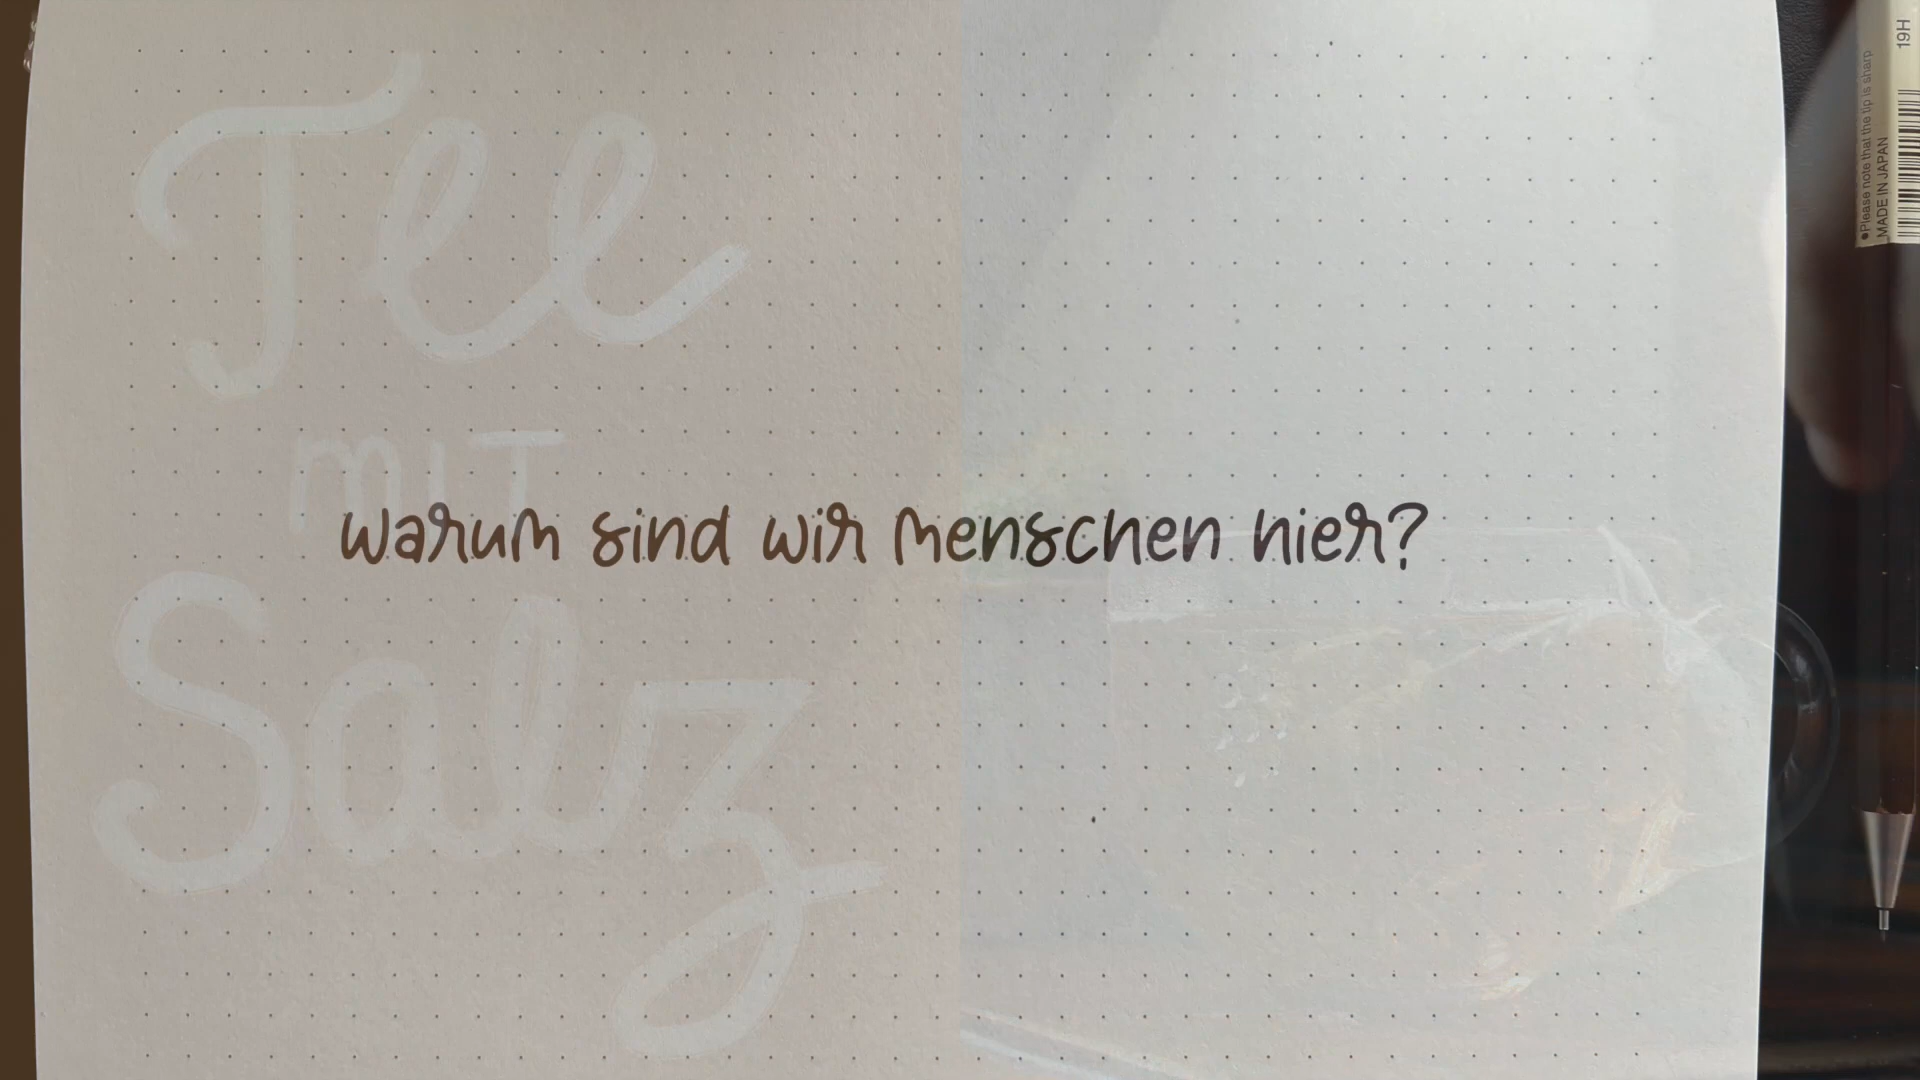 Tee
MIT
Salz
warum sind wir menschen hier?
19H
●Please note that the tip is sharp
MADE IN JAPAN